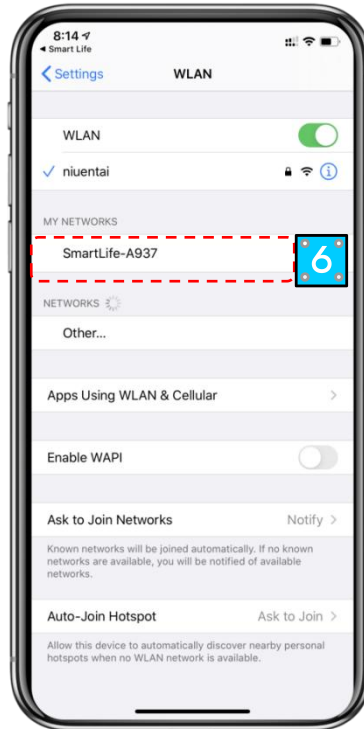 8:14
Smart Life
Settings
WLAN
WLAN
niuentai
MY NETWORKS
SmartLife-A937
6
NETWORKS
Other...
Apps Using WLAN & Cellular
Enable WAPI
Ask to Join Networks Notify
Known networks will be joined automatically. If no known
networks are available, you will be notified of available
networks.
Auto-Join Hotspot Ask to Join
Allow this device to automatically discover nearby personal
hotspots when no WLAN network is available.